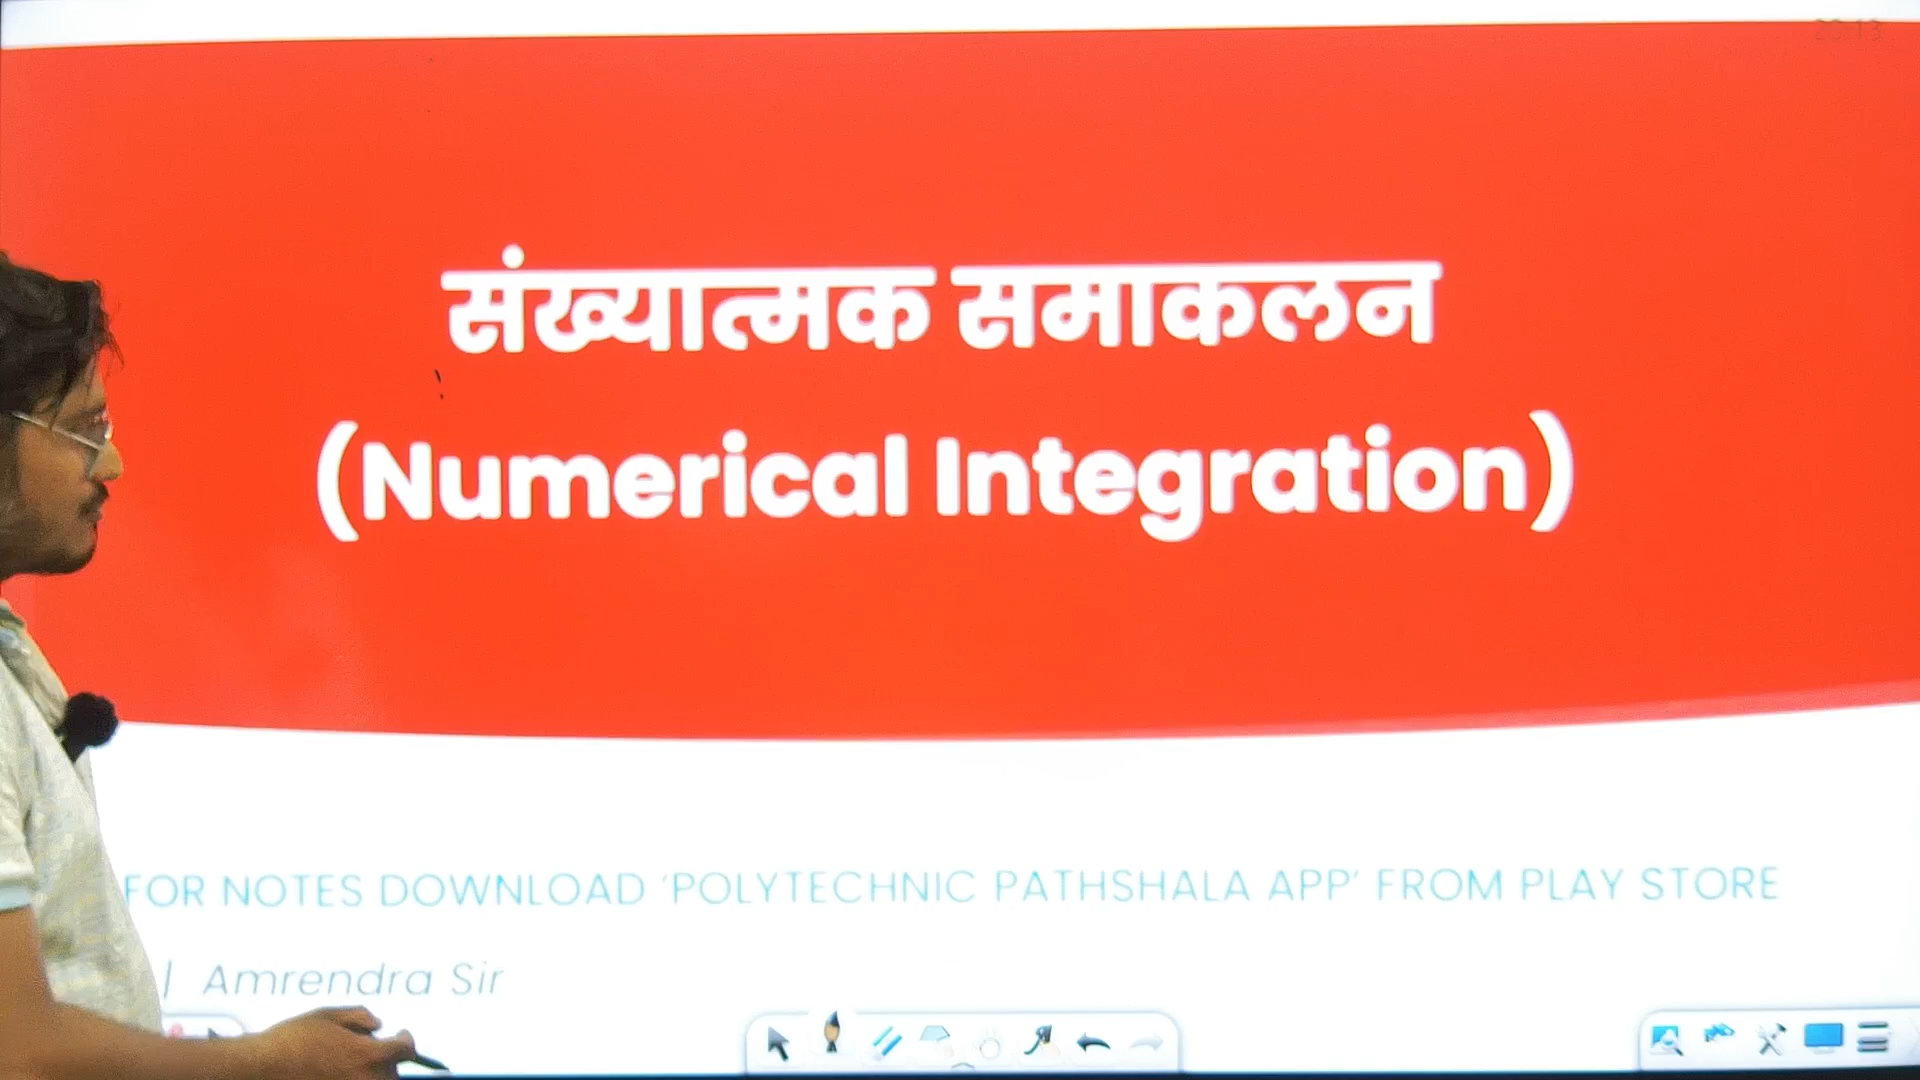 संख्यात्मक समाकलन
(Numerical Integration)
FOR NOTES DOWNLOAD ‘POLYTECHNIC PATHSHALA APP’ FROM PLAY STORE
| Amrendra Sir